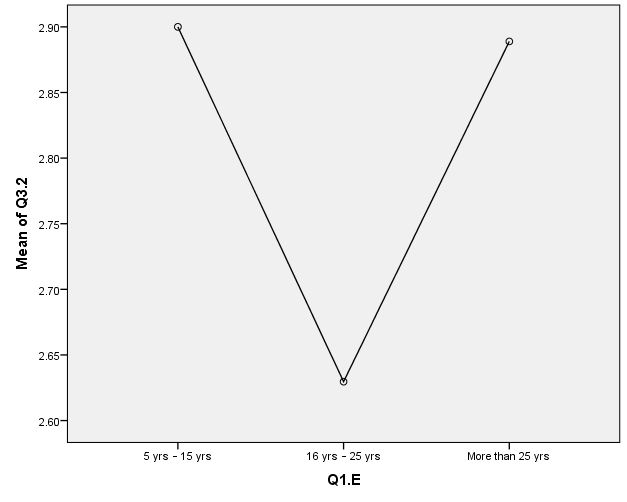 2.90
2.85
2.80
2.75
2.70
2.65
2.60
Mean of Q3.2
5 yrs - 15 yrs
16 yrs - 25 yrs
More than 25 yrs
Q1.E